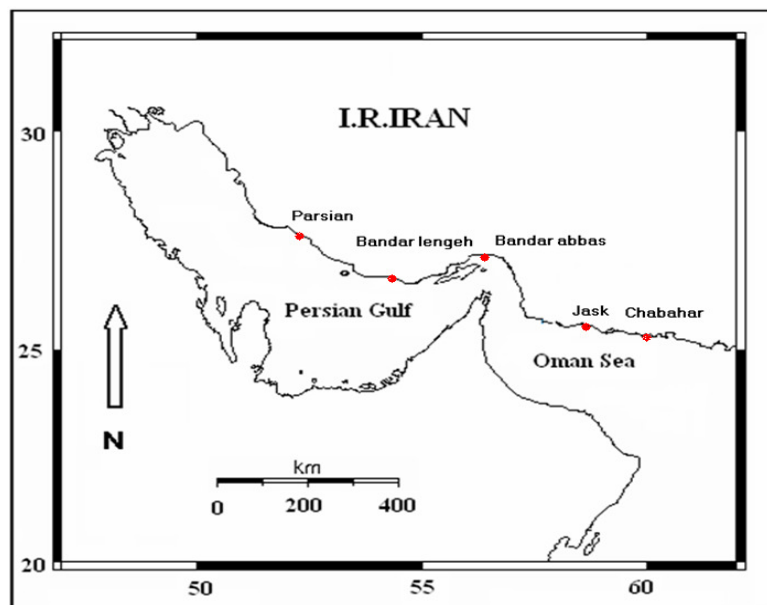 I.R.IRAN
30
Parsian
Bandar lengeh
Bandar abbas
Persian Gulf
Jask
Chabahar
25
Oman Sea
N
km
0 200 400
20
50 55 60